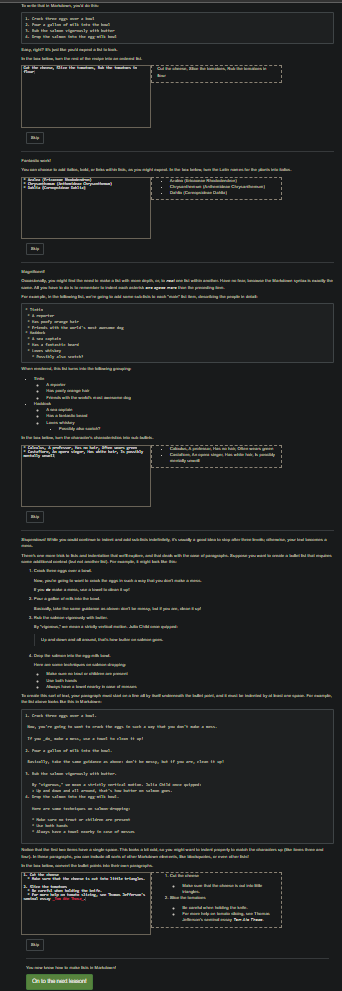 To write that in Markdown, you'd do this:
1. Crack three eggs over a bowl
2. Pour a gallon of milk into the bowl
3. Rub the salmon vigorously with butter
4. Drop the salmon into the egg-milk bowl
Easy, right? It's just like you'd expect a list to look.
In the box below, turn the rest of the recipe into an ordered list.
Cut the cheese, Slice the tomatoes, Rub the tomatoes in
flour
Cut the cheese, Slice the tomatoes, Rub the tomatoes in
flour
Skip
Fantastic work!
You can choose to add italics, bold, or links within lists, as you might expect. In the box below, turn the Latin names for the plants into italics.
* Azalea (Ericaceae Rhododendron)
* Chrysanthemum (Anthemideae Chrysanthemum)
* Dahlia (Coreopsideae Dahlia)
Azalea (Ericaceae Rhododendron)
Chrysanthemum (Anthemideae Chrysanthemum)
Dahlia (Coreopsideae Dahlia)
Skip
Magnificent!
Occasionally, you might find the need to make a list with more depth, or, to nest one list within another. Have no fear, because the Markdown syntax is exactly the
same. All you have to do is to remember to indent each asterisk one space more than the preceding item.
For example, in the following list, we're going to add some sub-lists to each "main" list item, describing the people in detail:
* Tintin
* A reporter
* Has poofy orange hair
* Friends with the world's most awesome dog
* Haddock
* A sea captain
* Has a fantastic beard
* Loves whiskey
* Possibly also scotch?
When rendered, this list turns into the following grouping:
Tintin
A reporter
Has poofy orange hair
Friends with the world's most awesome dog
Haddock
A sea captain
Has a fantastic beard
Loves whiskey
Possibly also scotch?
In the box below, turn the character's characteristics into sub-bullets.
* Calculus, A professor, Has no hair, Often wears green
* Castafiore, An opera singer, Has white hair, Is possibly
mentally unwell
Calculus, A professor, Has no hair, Often wears green
Castafiore, An opera singer, Has white hair, Is possibly
mentally unwell
Skip
Stupendous! While you could continue to indent and add sub-lists indefinitely, it's usually a good idea to stop after three levels; otherwise, your text becomes a
mess.
There's one more trick to lists and indentation that we'll explore, and that deals with the case of paragraphs. Suppose you want to create a bullet list that requires
some additional context (but not another list). For example, it might look like this:
1. Crack three eggs over a bowl.
Now, you're going to want to crack the eggs in such a way that you don't make a mess.
If you do make a mess, use a towel to clean it up!
2. Pour a gallon of milk into the bowl.
Basically, take the same guidance as above: don't be messy, but if you are, clean it up!
3. Rub the salmon vigorously with butter.
By "vigorous," we mean a strictly vertical motion. Julia Child once quipped:
Up and down and all around, that's how butter on salmon goes.
4. Drop the salmon into the egg-milk bowl.
Here are some techniques on salmon-dropping:
Make sure no trout or children are present
Use both hands
Always have a towel nearby in case of messes
To create this sort of text, your paragraph must start on a line all by itself underneath the bullet point, and it must be indented by at least one space. For example,
the list above looks like this in Markdown:
1. Crack three eggs over a bowl.
Now, you're going to want to crack the eggs in such a way that you don't make a mess.
If you _do_ make a mess, use a towel to clean it up!
2. Pour a gallon of milk into the bowl.
Basically, take the same guidance as above: don't be messy, but if you are, clean it up!
3. Rub the salmon vigorously with butter.
By "vigorous," we mean a strictly vertical motion. Julia Child once quipped:
> Up and down and all around, that's how butter on salmon goes.
4. Drop the salmon into the egg-milk bowl.
Here are some techniques on salmon-dropping:
* Make sure no trout or children are present
* Use both hands
* Always have a towel nearby in case of messes
Notice that the first two items have a single space. This looks a bit odd, so you might want to indent properly to match the characters up (like items three and
four). In these paragraphs, you can include all sorts of other Markdown elements, like blockquotes, or even other lists!
In the box below, convert the bullet points into their own paragraphs.
1. Cut the cheese
* Make sure that the cheese is cut into little triangles.
2. Slice the tomatoes
* Be careful when holding the knife.
* For more help on tomato slicing, see Thomas Jefferson's
seminal essay _Tom Ate Those_.
1. Cut the cheese
Make sure that the cheese is cut into little
triangles.
2. Slice the tomatoes
Be careful when holding the knife.
For more help on tomato slicing, see Thomas
Jefferson's seminal essay Tom Ate Those.
Skip
You now know how to make lists in Markdown!
On to the next lesson!